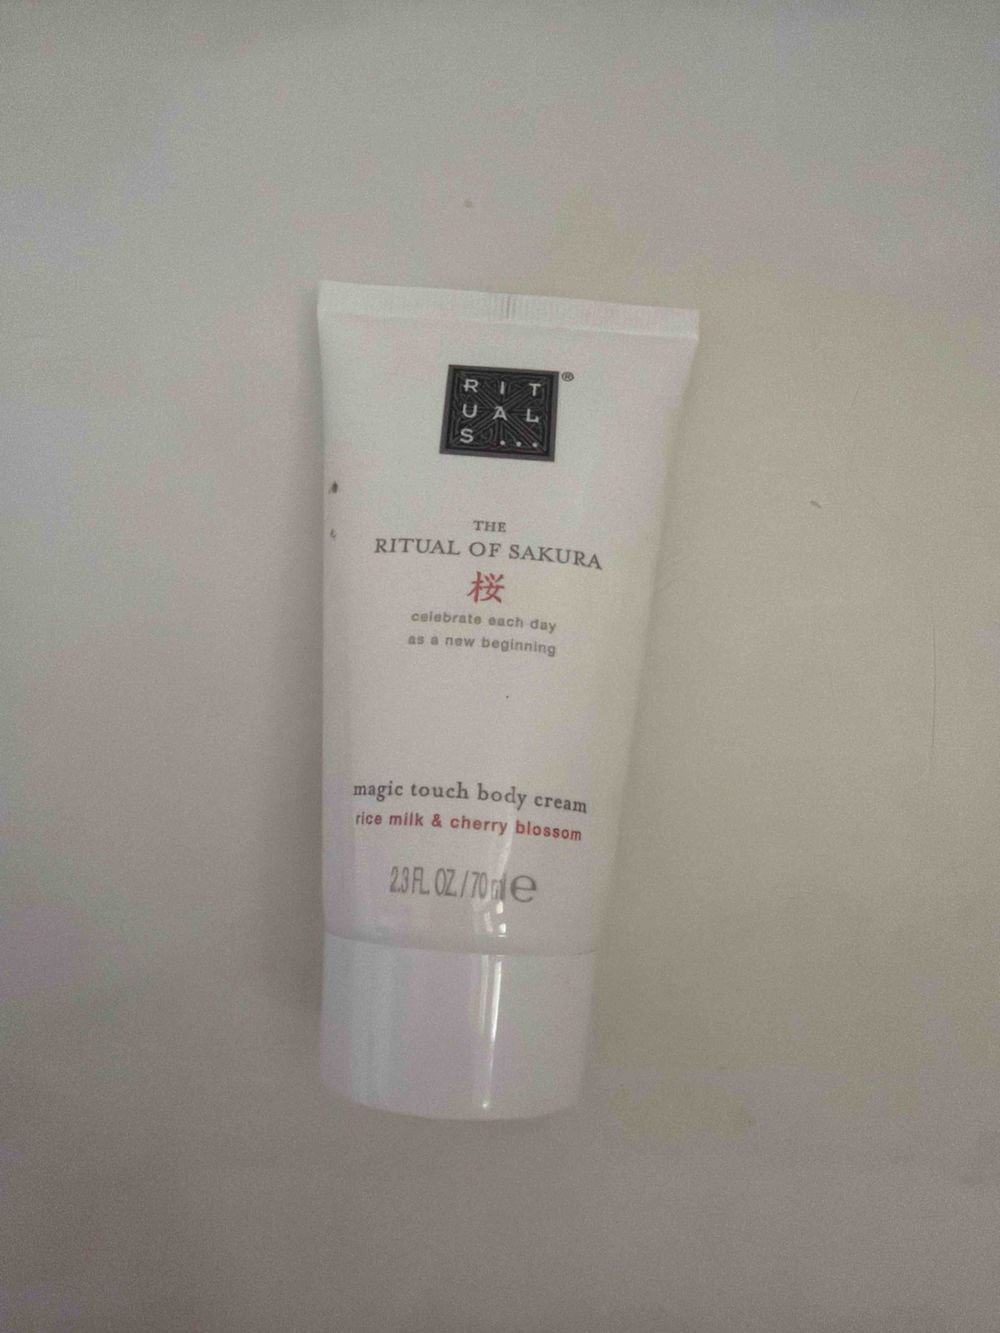 RIT
UAL
S...®
THE
RITUAL OF SAKURA
桜
celebrate each day
as a new beginning
magic touch body cream
rice milk & cherry blossom
2.3 FL. OZ. / 70 ml e